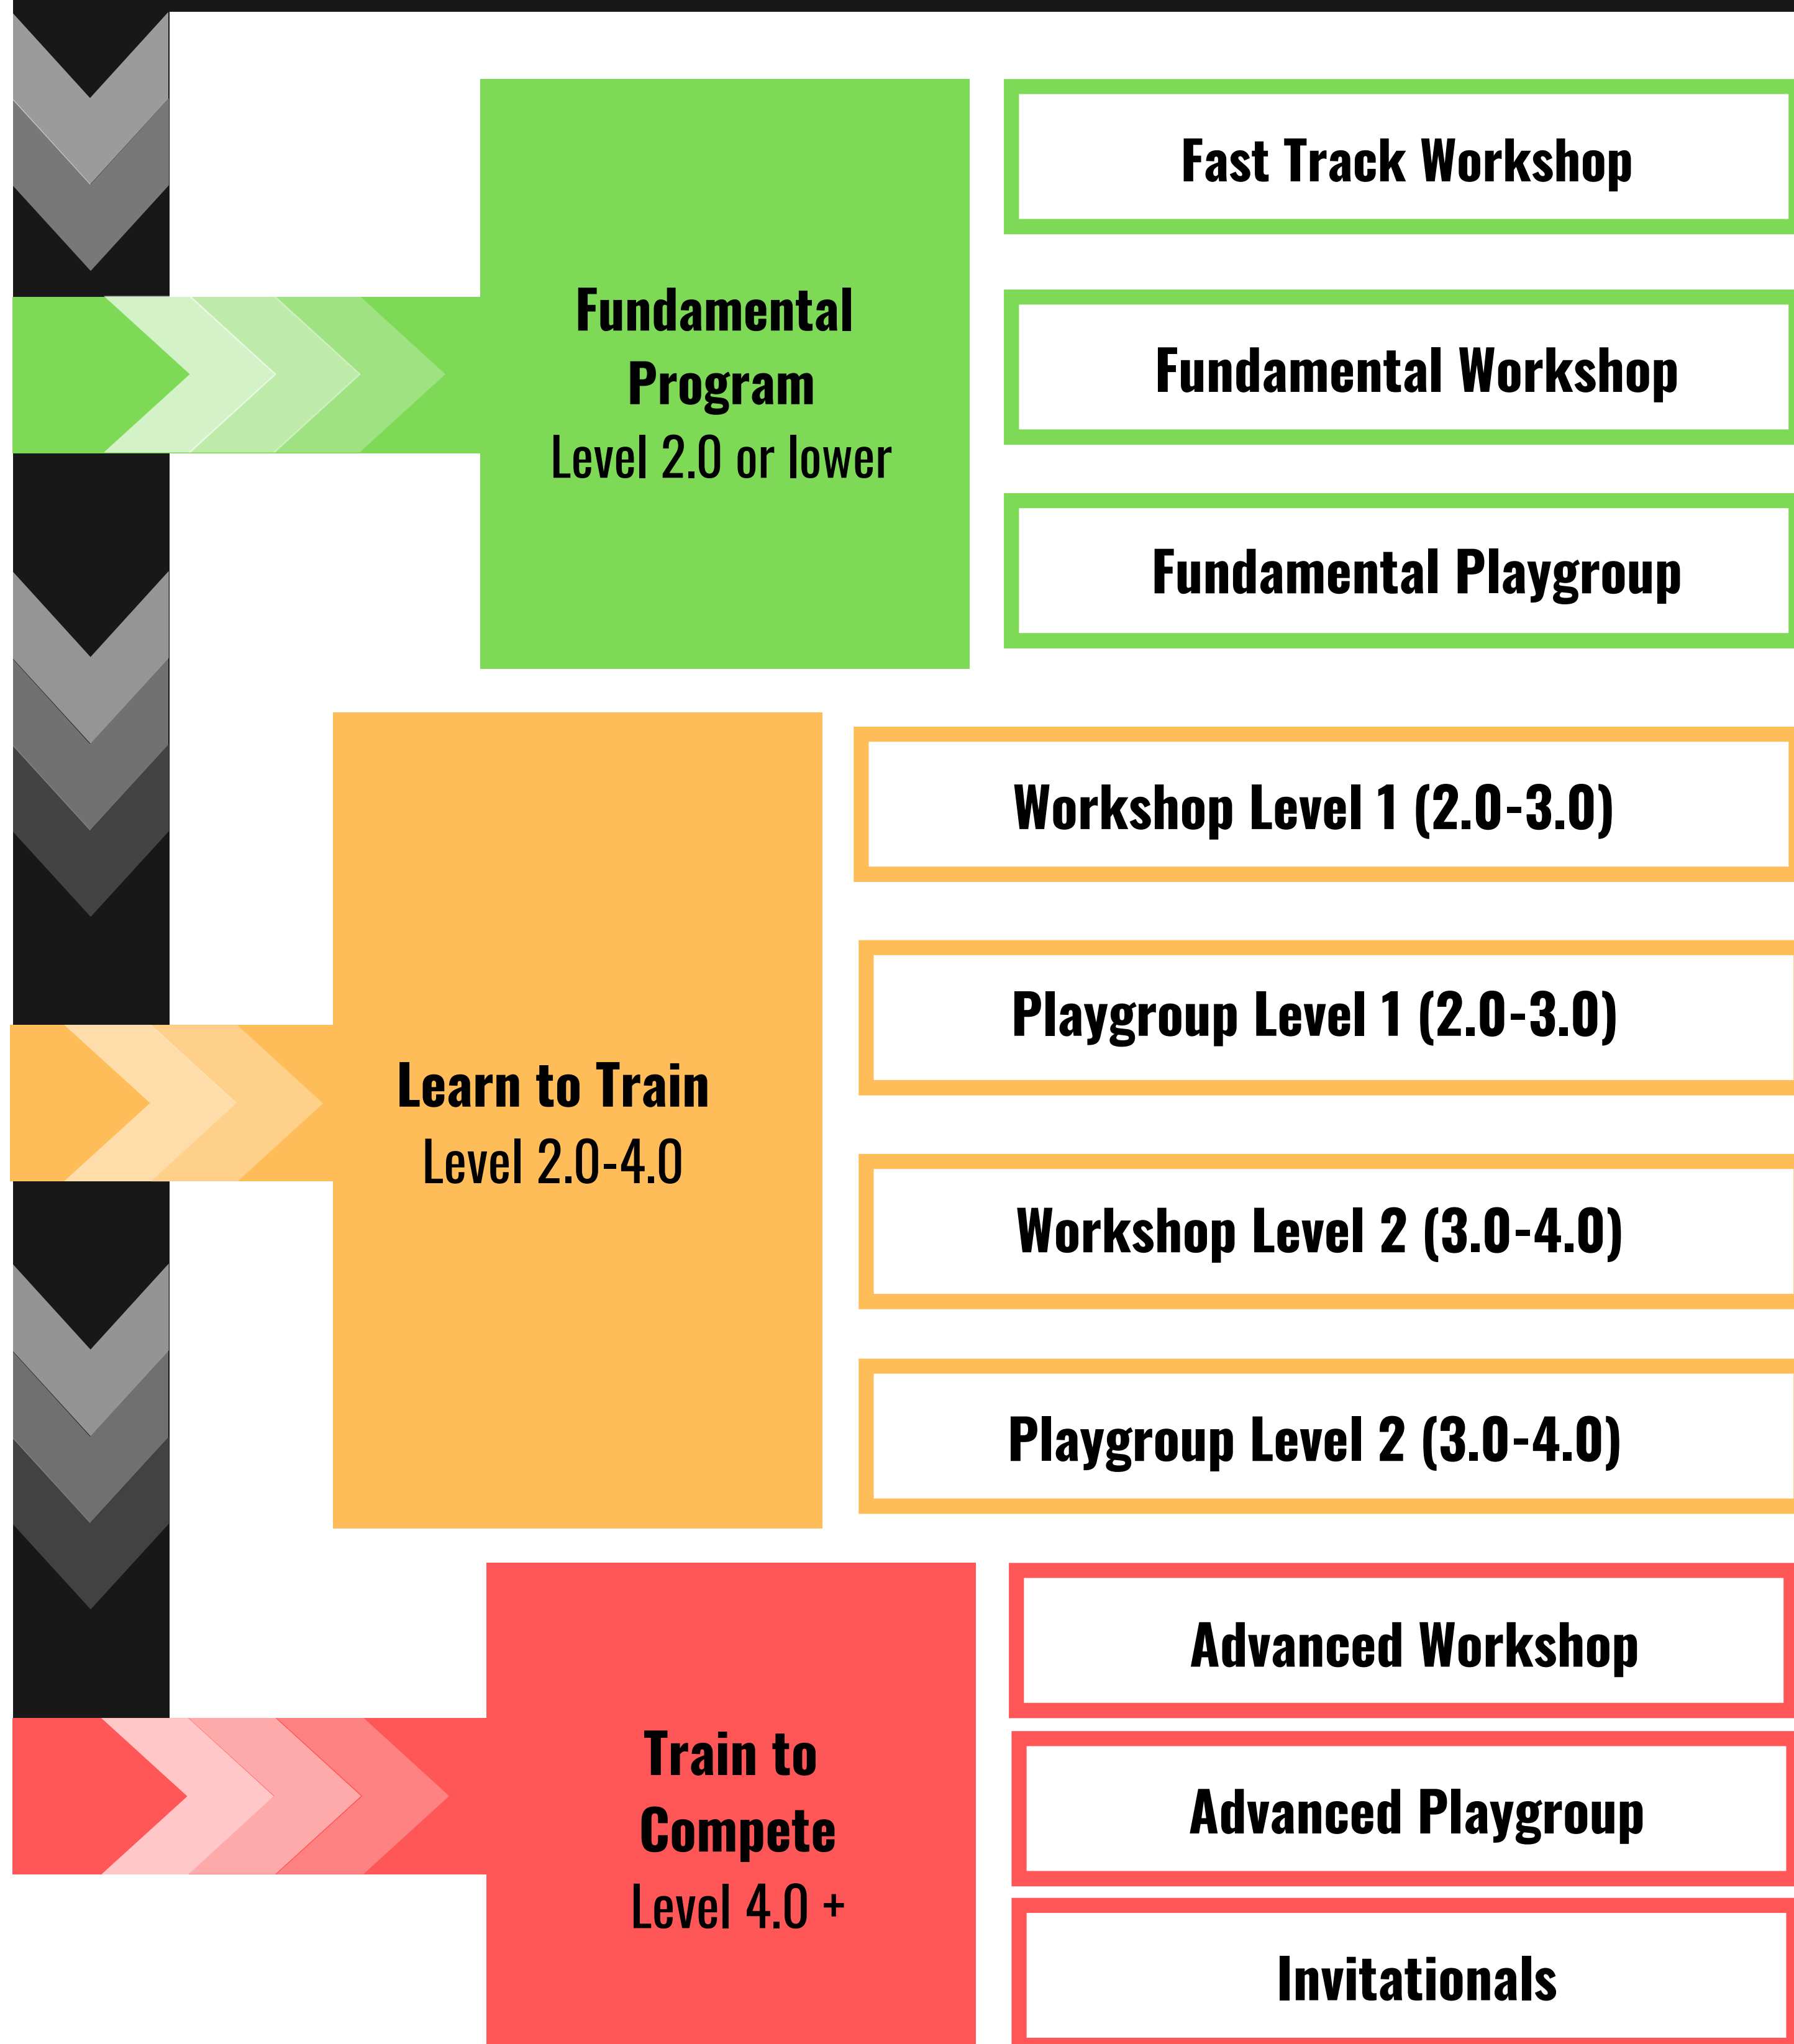 Fundamental
Program
Level 2.0 or lower
Fast Track Workshop
Fundamental Workshop
Fundamental Playgroup
Learn to Train
Level 2.0-4.0
Workshop Level 1 (2.0-3.0)
Playgroup Level 1 (2.0-3.0)
Workshop Level 2 (3.0-4.0)
Playgroup Level 2 (3.0-4.0)
Train to
Compete
Level 4.0 +
Advanced Workshop
Advanced Playgroup
Invitationals